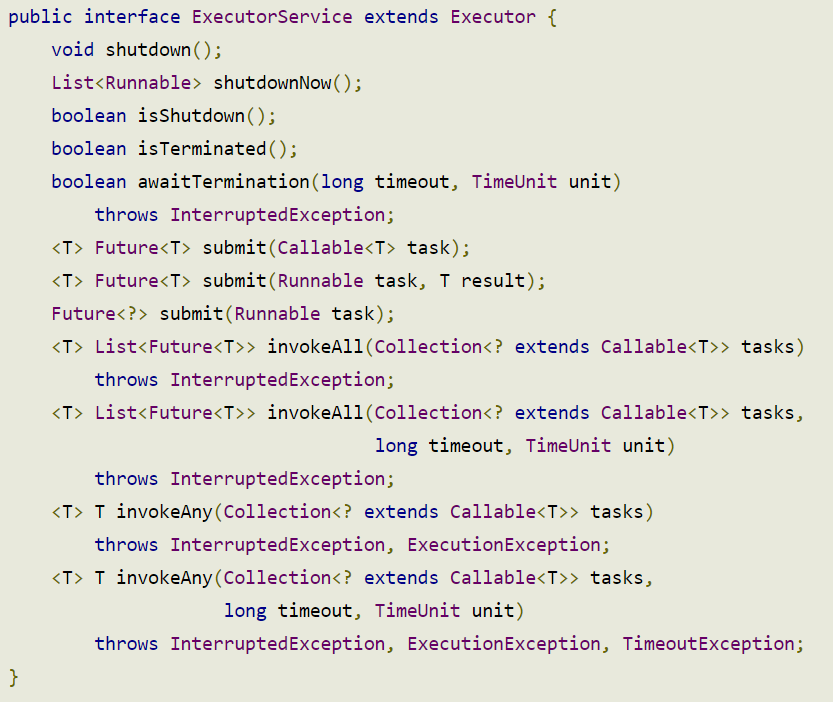 public interface ExecutorService extends Executor {
    void shutdown();
    List<Runnable> shutdownNow();
    boolean isShutdown();
    boolean isTerminated();
    boolean awaitTermination(long timeout, TimeUnit unit)
        throws InterruptedException;
    <T> Future<T> submit(Callable<T> task);
    <T> Future<T> submit(Runnable task, T result);
    Future<?> submit(Runnable task);
    <T> List<Future<T>> invokeAll(Collection<? extends Callable<T>> tasks)
        throws InterruptedException;
    <T> List<Future<T>> invokeAll(Collection<? extends Callable<T>> tasks,
                                  long timeout, TimeUnit unit)
        throws InterruptedException;
    <T> T invokeAny(Collection<? extends Callable<T>> tasks)
        throws InterruptedException, ExecutionException;
    <T> T invokeAny(Collection<? extends Callable<T>> tasks,
                    long timeout, TimeUnit unit)
        throws InterruptedException, ExecutionException, TimeoutException;
}